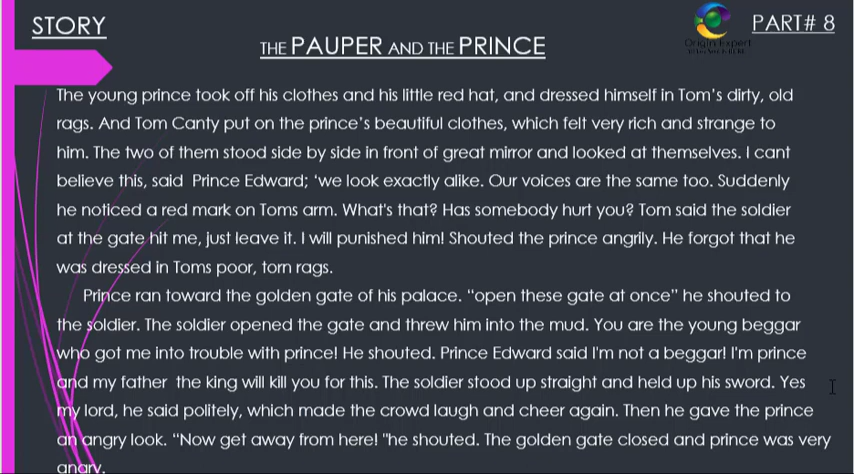 STORY
PART# 8
Origin Expert
THE PAUPER AND THE PRINCE
The young prince took off his clothes and his little red hat, and dressed himself in Tom's dirty, old
rags. And Tom Canty put on the prince's beautiful clothes, which felt very rich and strange to
him. The two of them stood side by side in front of great mirror and looked at themselves. I cant
believe this, said Prince Edward; 'we look exactly alike. Our voices are the same too. Suddenly
he noticed a red mark on Toms arm. What's that? Has somebody hurt you? Tom said the soldier
at the gate hit me, just leave it. I will punished him! Shouted the prince angrily. He forgot that he
was dressed in Toms poor, torn rags.
Prince ran toward the golden gate of his palace. "open these gate at once" he shouted to
the soldier. The soldier opened the gate and threw him into the mud. You are the young beggar
who got me into trouble with prince! He shouted. Prince Edward said I'm not a beggar! I'm prince
and my father the king will kill you for this. The soldier stood up straight and held up his sword. Yes
my lord, he said politely, which made the crowd laugh and cheer again. Then he gave the prince
an angry look. "Now get away from here! "he shouted. The golden gate closed and prince was very
angry.